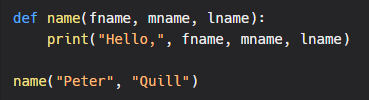 def name(fname, mname, lname):
    print("Hello,", fname, mname, lname)

name("Peter", "Quill")